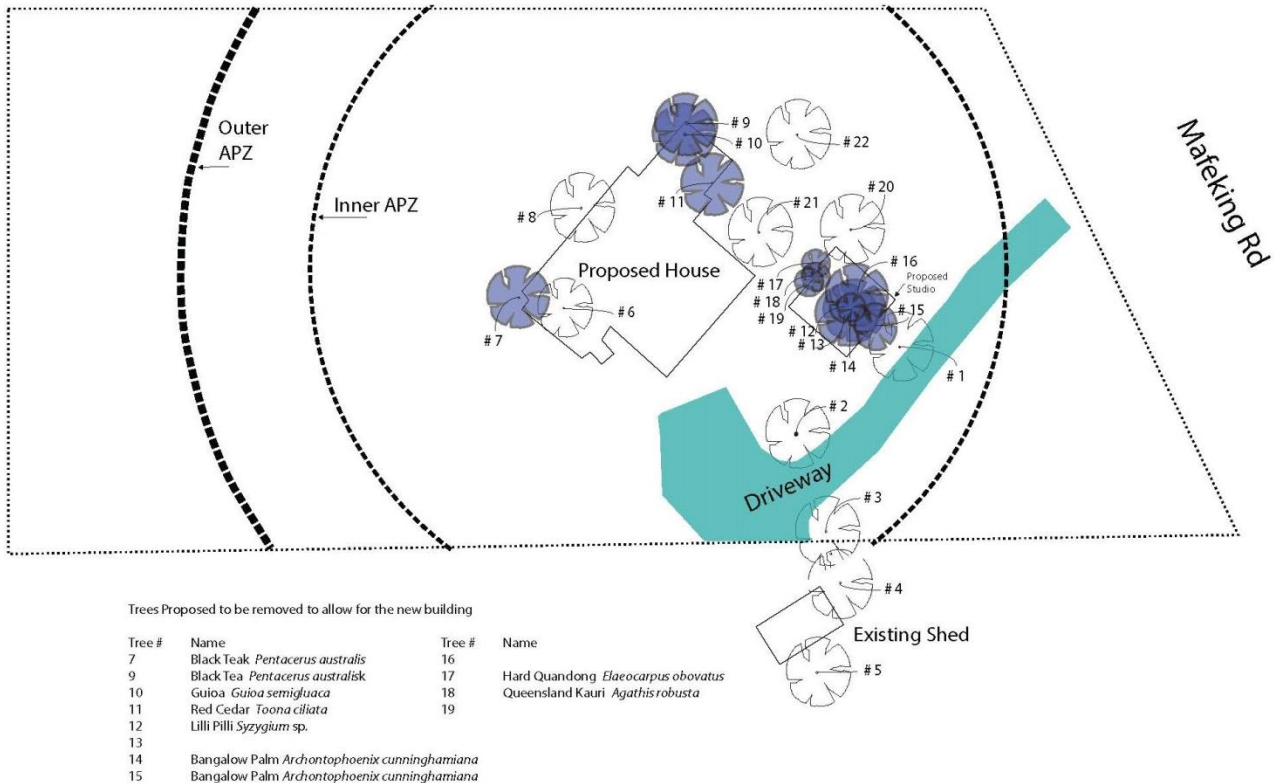 Outer
APZ
Inner APZ
Mafeking Rd
# 9
# 10
# 22
# 11
# 8
# 21
# 20
Proposed House
# 16
# 17
Proposed
Studio
# 18
# 19
# 15
# 12
# 13
# 6
# 7
# 14
# 1
# 2
Driveway
# 3
# 4
Existing Shed
# 5
Trees Proposed to be removed to allow for the new building
Tree # Name Tree # Name
7 Black Teak Pentacerus australis 16
9 Black Tea Pentacerus australisk 17 Hard Quandong Elaeocarpus obovatus
10 Guioa Guioa semigluaca 18 Queensland Kauri Agathis robusta
11 Red Cedar Toona ciliata 19
12 Lilli Pilli Syzygium sp.
13
14 Bangalow Palm Archontophoenix cunninghamiana
15 Bangalow Palm Archontophoenix cunninghamiana